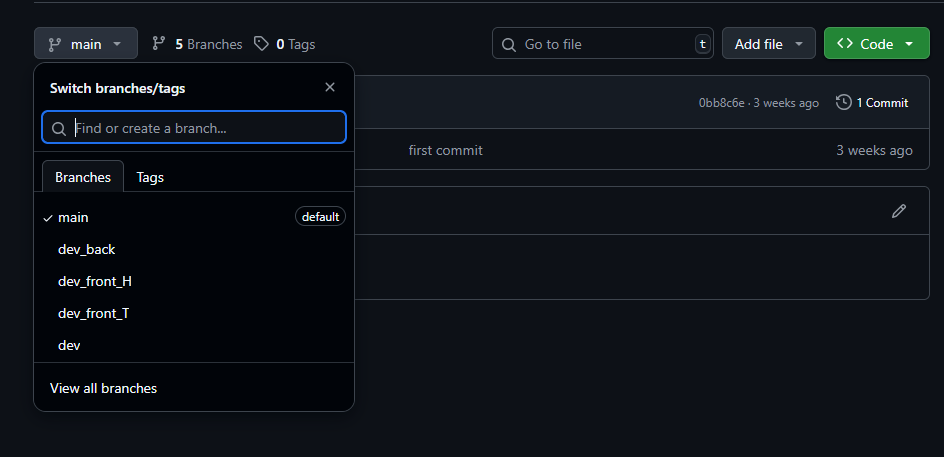 main 5 Branches 0 Tags Go to file t Add file <> Code
Switch branches/tags
Find or create a branch...
0bb8c6e · 3 weeks ago 1 Commit
first commit 3 weeks ago
Branches Tags
main default
dev_back
dev_front_H
dev_front_T
dev
View all branches